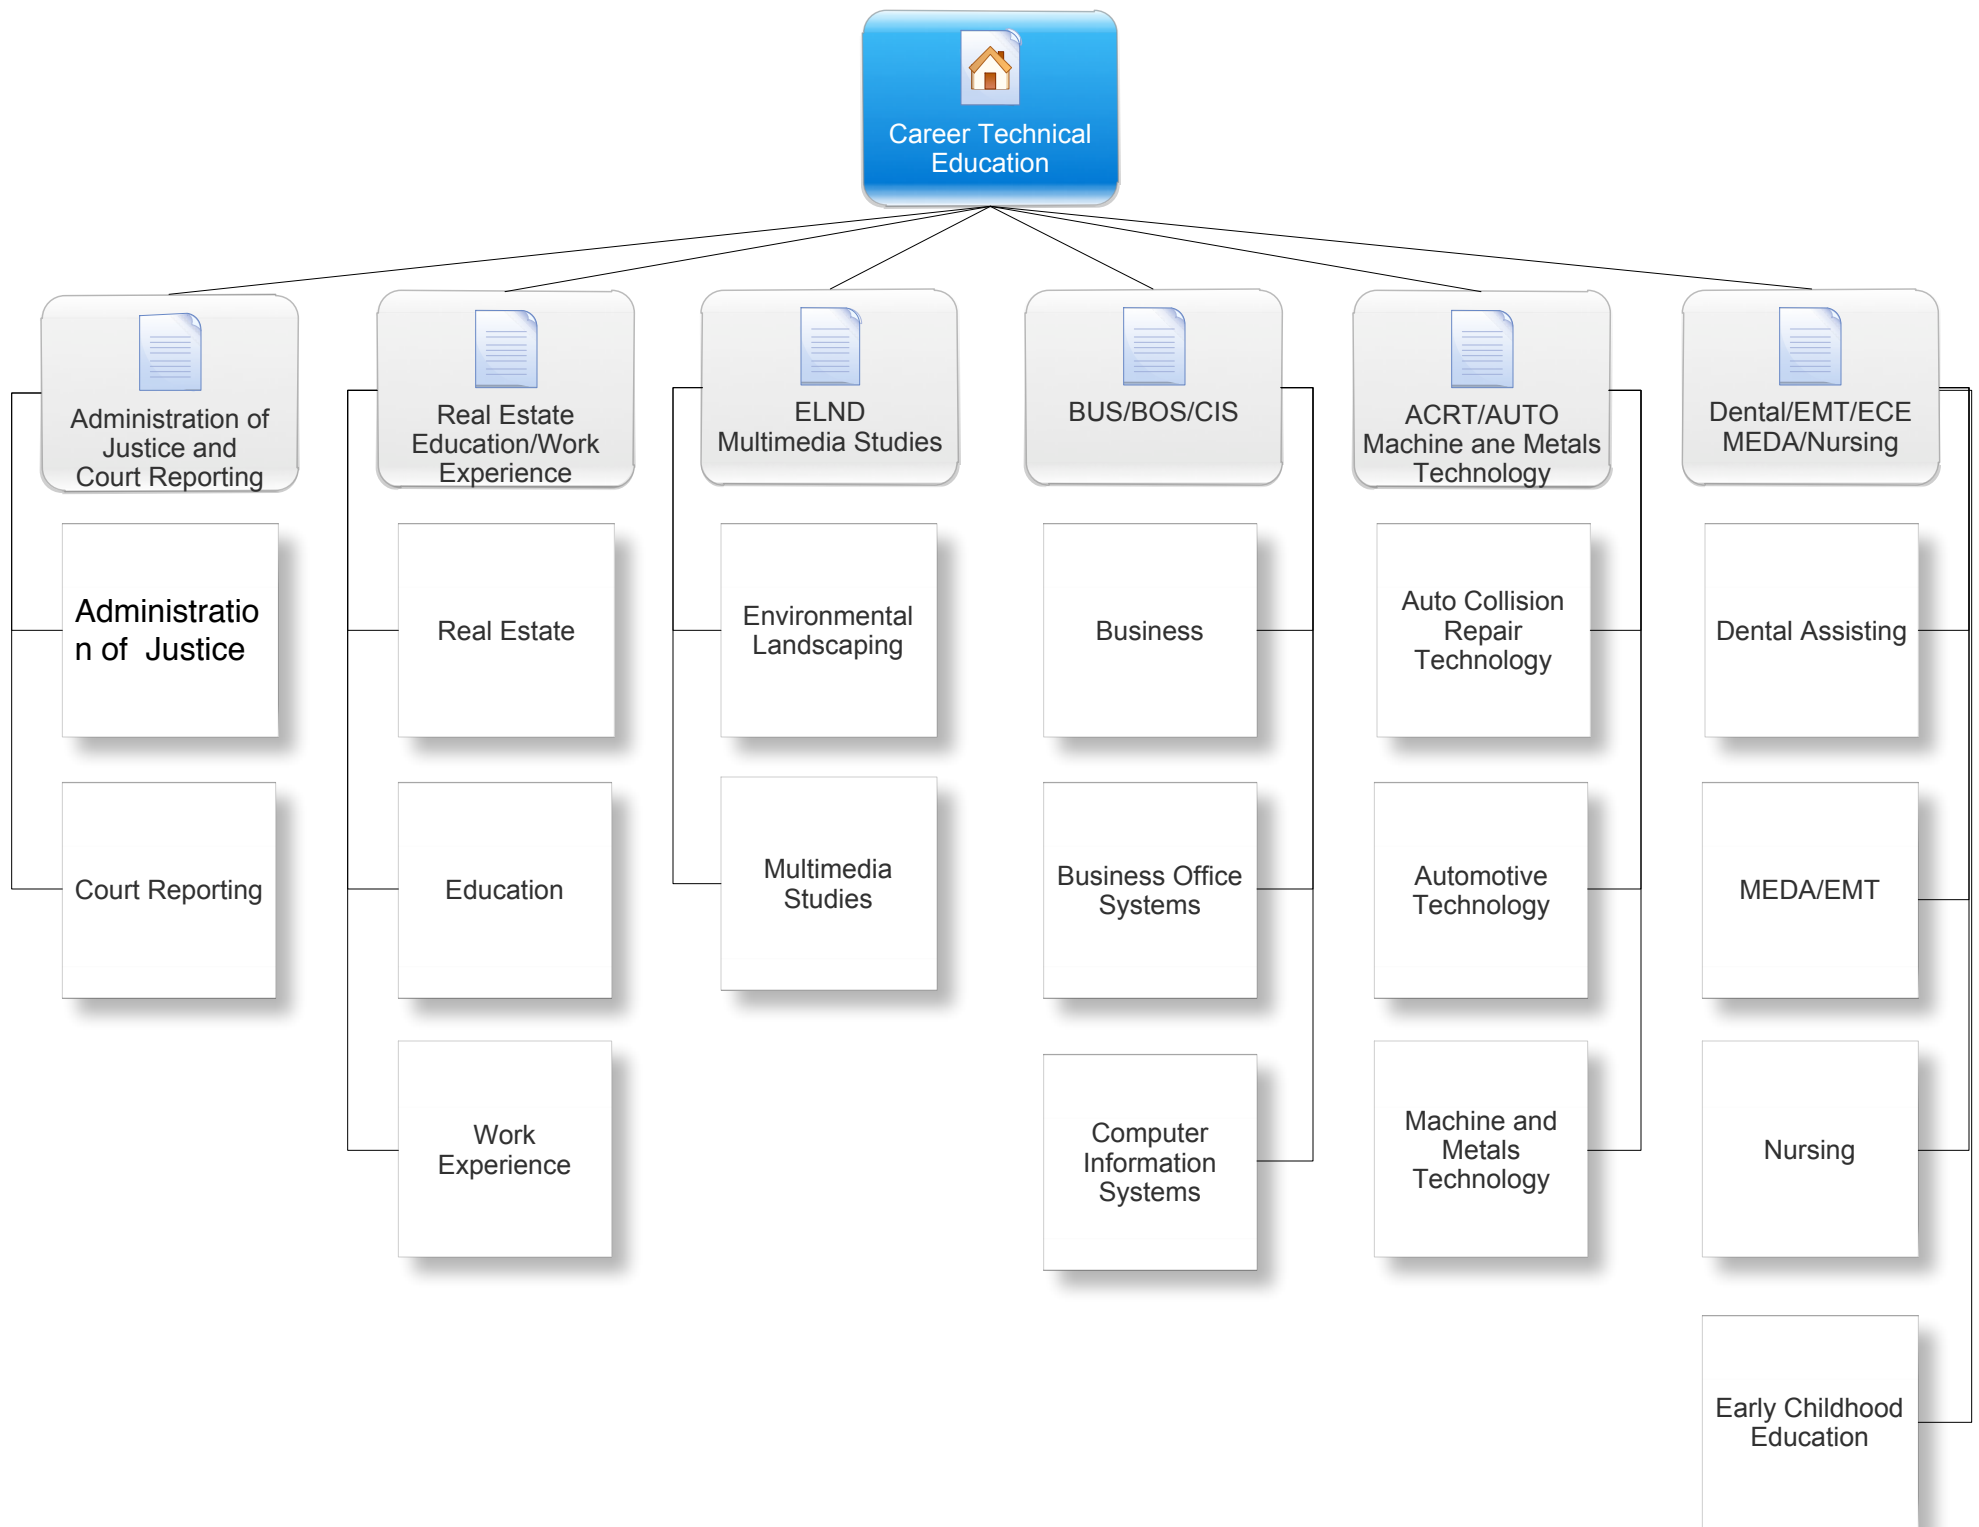 Career Technical
Education
Administration of
Justice and
Court Reporting
Real Estate
Education/Work
Experience
ELND
Multimedia Studies
BUS/BOS/CIS
ACRT/AUTO
Machine ane Metals
Technology
Dental/EMT/ECE
MEDA/Nursing
Administratio
n of  Justice
Real Estate
Environmental
Landscaping
Business
Auto Collision
Repair
Technology
Dental Assisting
Court Reporting
Education
Multimedia
Studies
Business Office
Systems
Automotive
Technology
MEDA/EMT
Work
Experience
Computer
Information
Systems
Machine and
Metals
Technology
Nursing
Early Childhood
Education